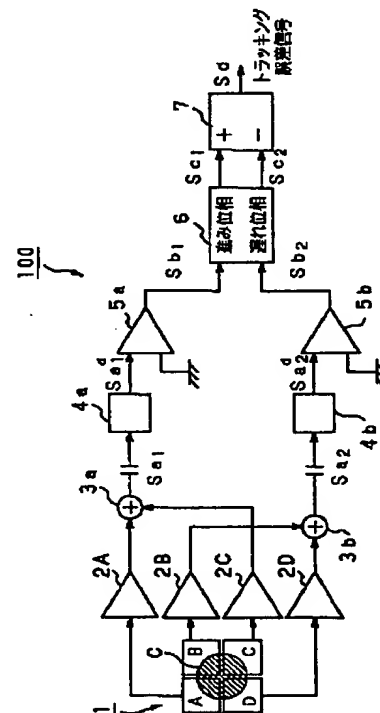 100
1
A
B
C
D
C
2A
2B
2C
2D
3a
3b
Sa1
Sa2
4a
4b
Sa1d
Sa2d
5a
5b
Sb1
Sb2
6
進み位相
遅れ位相
Sc1
Sc2
7
+
−
Sd
トラッキング
誤差信号